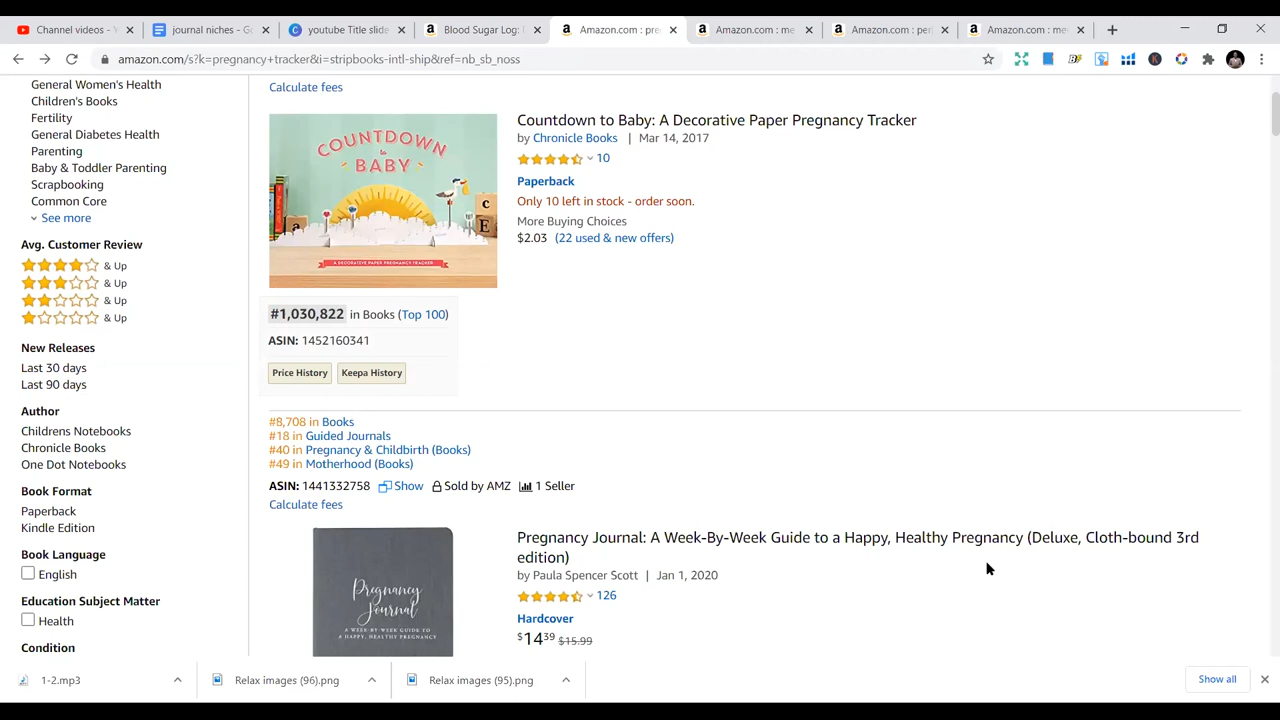 Channel videos - Y
journal niches - Go
youtube Title slide
Blood Sugar Log:
Amazon.com : pre
Amazon.com : me
Amazon.com : peri
Amazon.com : me
amazon.com/s?k=pregnancy+tracker&i=stripbooks-intl-ship&ref=nb_sb_noss
General Women's Health
Children's Books
Fertility
General Diabetes Health
Parenting
Baby & Toddler Parenting
Scrapbooking
Common Core
See more
Avg. Customer Review
& Up
& Up
& Up
& Up
New Releases
Last 30 days
Last 90 days
Author
Childrens Notebooks
Chronicle Books
One Dot Notebooks
Book Format
Paperback
Kindle Edition
Book Language
English
Education Subject Matter
Health
Condition
Calculate fees
COUNTDOWN
to
BABY
C
E
A DECORATIVE PAPER PREGNANCY TRACKER
Countdown to Baby: A Decorative Paper Pregnancy Tracker
by Chronicle Books | Mar 14, 2017
10
Paperback
Only 10 left in stock - order soon.
More Buying Choices
$2.03 (22 used & new offers)
#1,030,822 in Books (Top 100)
ASIN: 1452160341
Price History Keepa History
#8,708 in Books
#18 in Guided Journals
#40 in Pregnancy & Childbirth (Books)
#49 in Motherhood (Books)
ASIN: 1441332758 Show Sold by AMZ 1 Seller
Calculate fees
Pregnancy
Journal
A WEEK-BY-WEEK GUIDE TO
A HAPPY, HEALTHY PREGNANCY
Pregnancy Journal: A Week-By-Week Guide to a Happy, Healthy Pregnancy (Deluxe, Cloth-bound 3rd
edition)
by Paula Spencer Scott | Jan 1, 2020
126
Hardcover
$14 39 $15.99
1-2.mp3
Relax images (96).png
Relax images (95).png
Show all